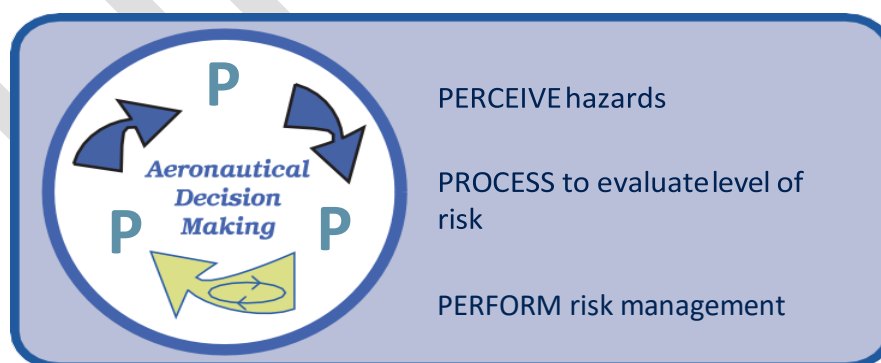 P
Aeronautical
Decision
Making
P
P
PERCEIVE hazards
PROCESS to evaluate level of
risk
PERFORM risk management